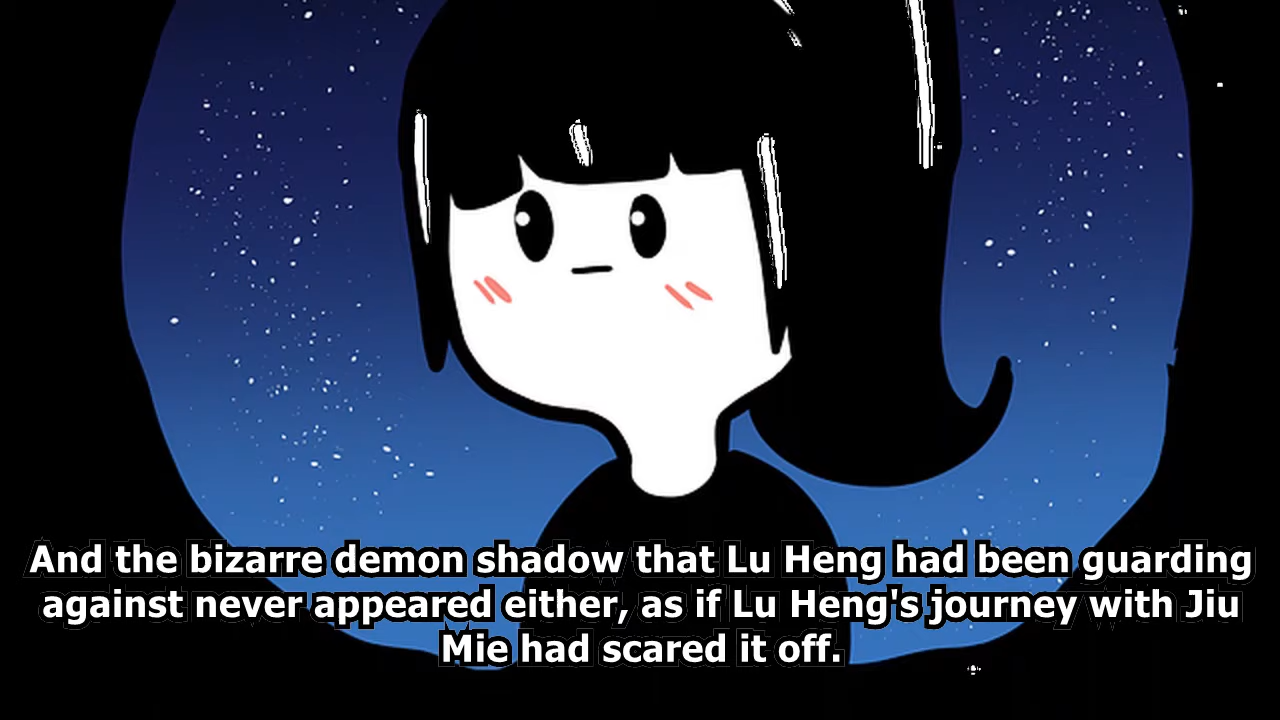 And the bizarre demon shadow that Lu Heng had been guarding
against never appeared either, as if Lu Heng's journey with Jiu
Mie had scared it off.